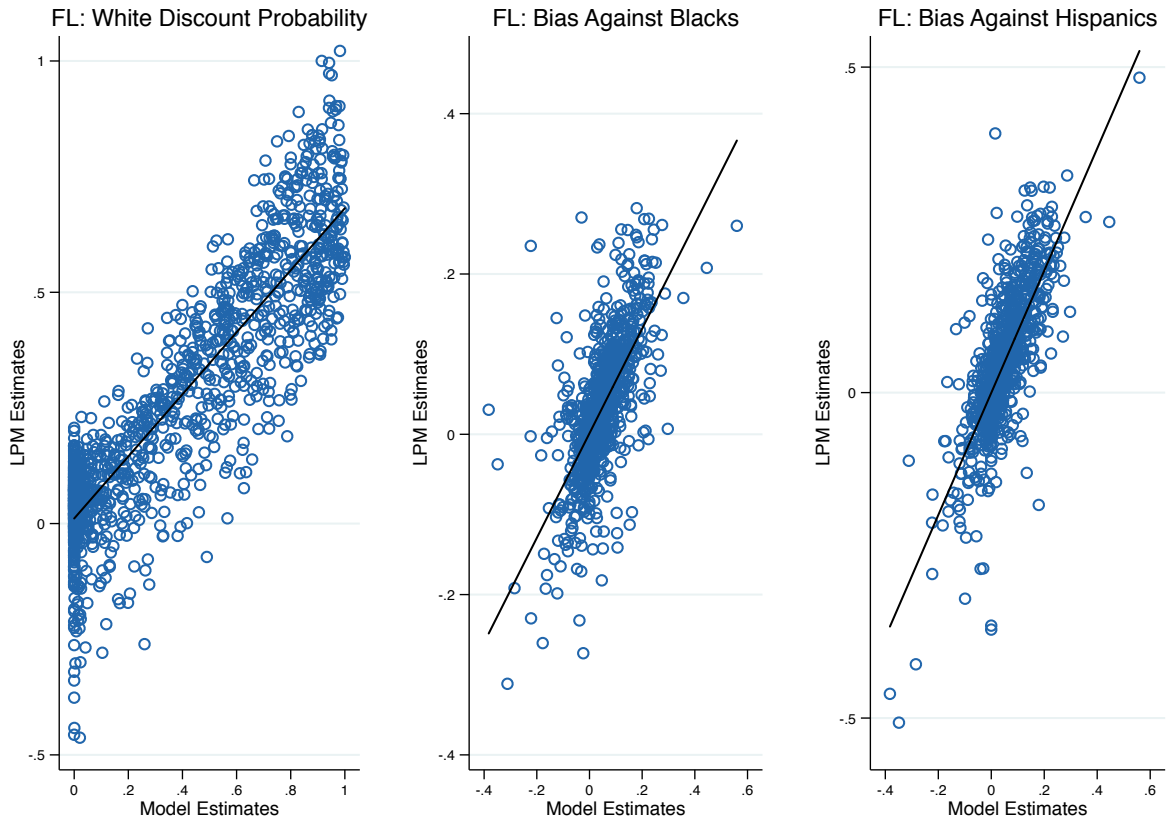 FL: White Discount Probability
LPM Estimates
1
.5
0
-.5
0 .2 .4 .6 .8 1
Model Estimates
FL: Bias Against Blacks
LPM Estimates
.4
.2
0
-.2
-.4
-.4 -.2 0 .2 .4 .6
Model Estimates
FL: Bias Against Hispanics
LPM Estimates
.5
0
-.5
-.4 -.2 0 .2 .4 .6
Model Estimates